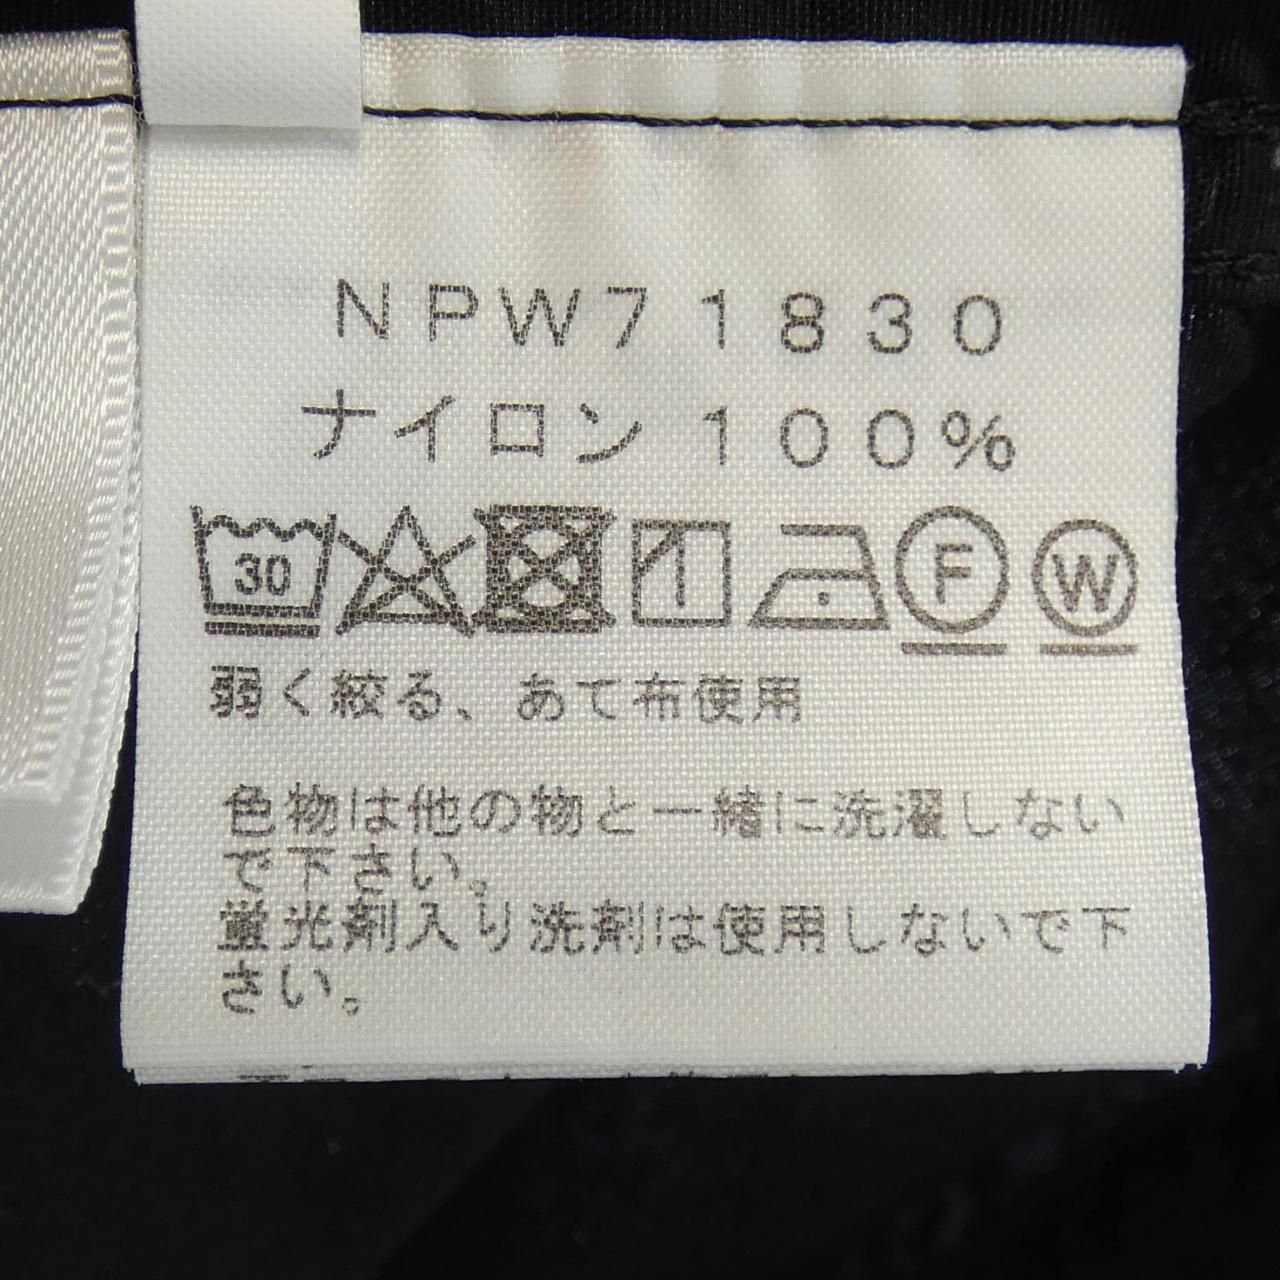 NPW71830
ナイロン100%
30 F W
弱く絞る、あて布使用
色物は他の物と一緒に洗濯しない
で下さい。
蛍光剤入り洗剤は使用しないで下
さい。